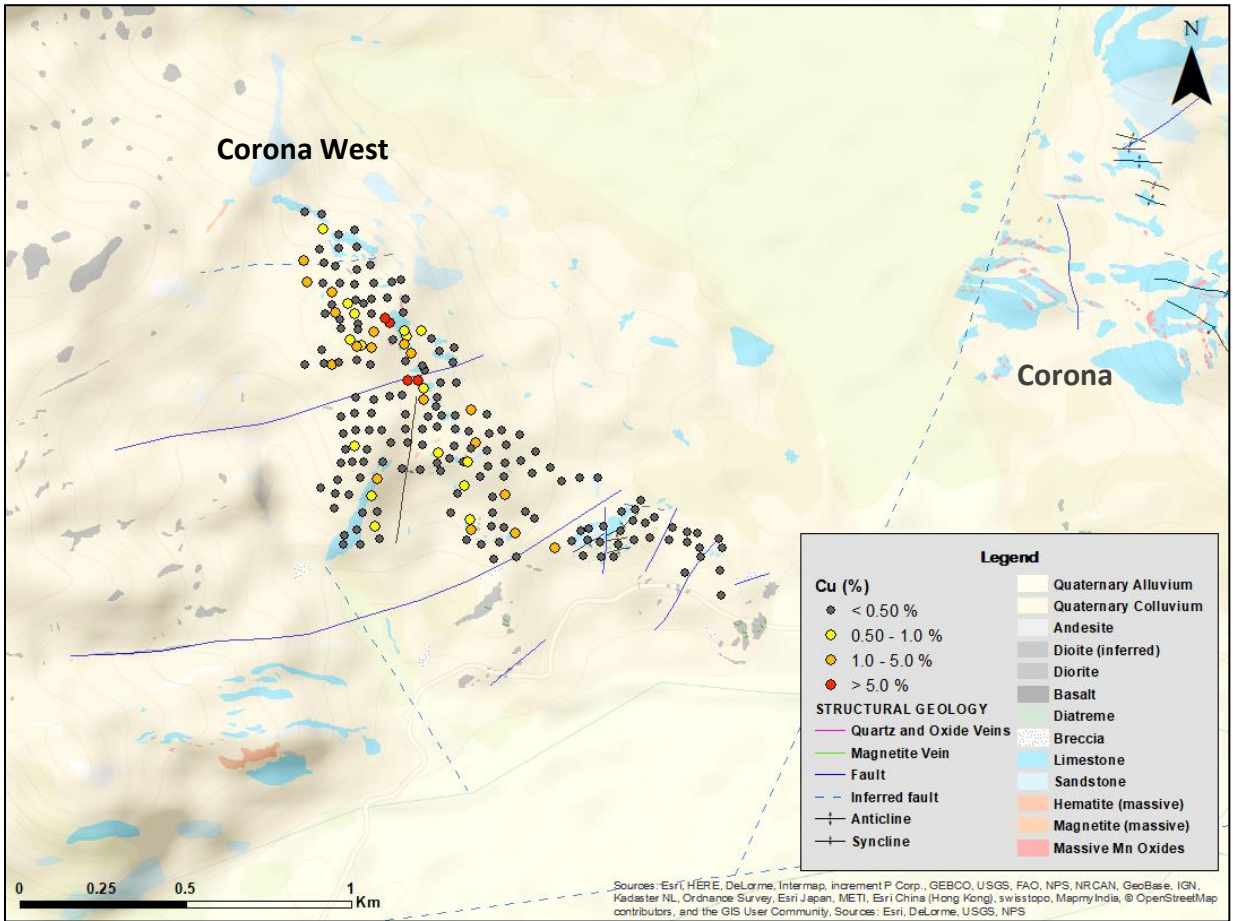 N
Corona West
Corona
Legend
Cu (%)
< 0.50 %
0.50 - 1.0 %
1.0 - 5.0 %
> 5.0 %
STRUCTURAL GEOLOGY
Quartz and Oxide Veins
Magnetite Vein
Fault
Inferred fault
Anticline
Syncline
Quaternary Alluvium
Quaternary Colluvium
Andesite
Dioite (inferred)
Diorite
Basalt
Diatreme
Breccia
Limestone
Sandstone
Hematite (massive)
Magnetite (massive)
Massive Mn Oxides
0 0.25 0.5 1
Km
Sources: Esri, HERE, DeLorme, Intermap, increment P Corp., GEBCO, USGS, FAO, NPS, NRCAN, GeoBase, IGN,
Kadaster NL, Ordnance Survey, Esri Japan, METI, Esri China (Hong Kong), swisstopo, MapmyIndia, © OpenStreetMap
contributors, and the GIS User Community, Sources: Esri, DeLorme, USGS, NPS